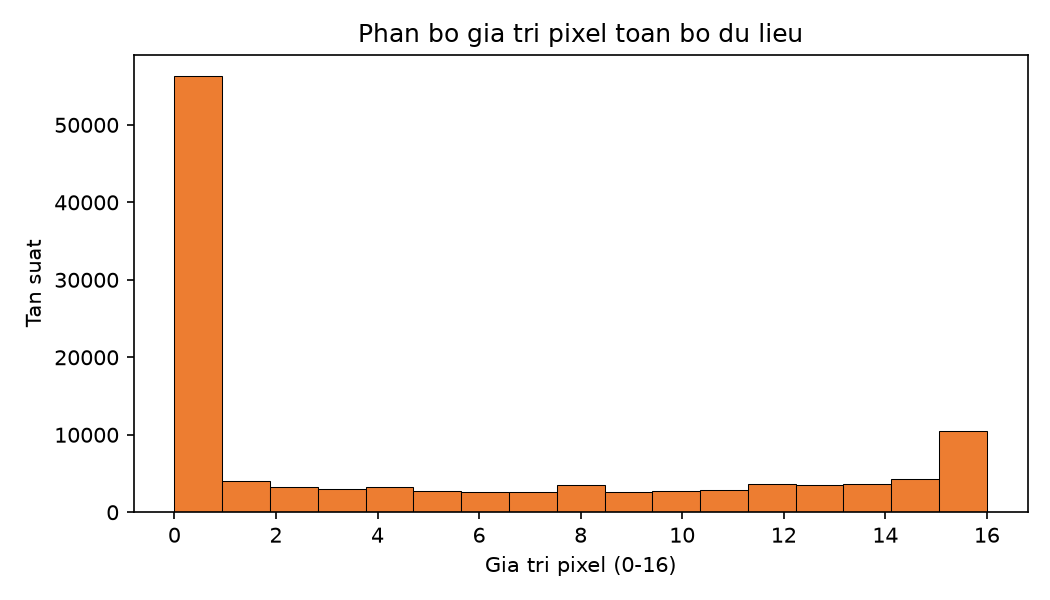 Phan bo gia tri pixel toan bo du lieu
50000
40000
30000
20000
10000
0
Tan suat
0 2 4 6 8 10 12 14 16
Gia tri pixel (0-16)